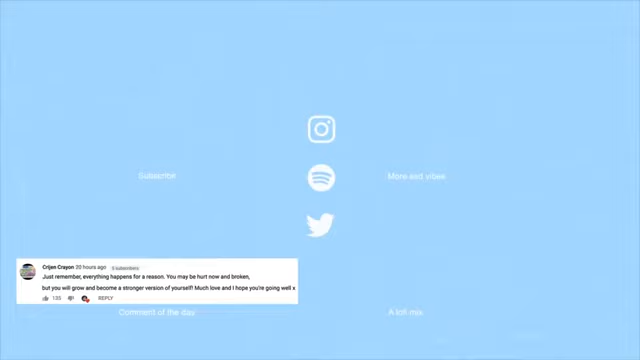 Subscribe
More sad vibes
Crijen Crayon 20 hours ago
Just remember, everything happens for a reason. You may be hurt now and broken,
but you will grow and become a stronger version of yourself! Much love and I hope you're going well x
135 REPLY
Comment of the day
A lofi mix